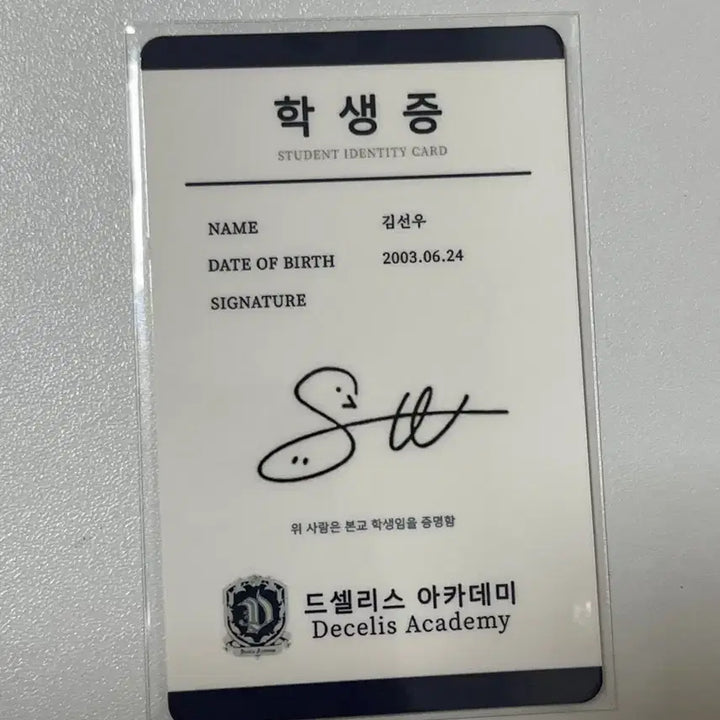 학생증
STUDENT IDENTITY CARD
NAME 김선우
DATE OF BIRTH 2003.06.24
SIGNATURE
위 사람은 본교 학생임을 증명함
드셀리스 아카데미
Decelis Academy
D
Decelis Academy